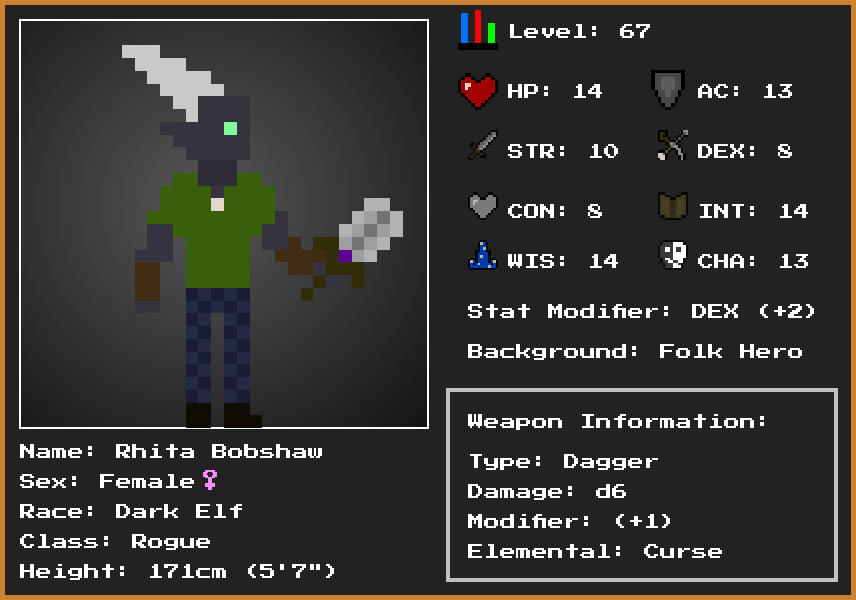 Level: 67
HP: 14
AC: 13
STR: 10
DEX: 8
CON: 8
INT: 14
WIS: 14
CHA: 13
Stat Modifier: DEX (+2)
Background: Folk Hero
Name: Rhita Bobshaw
Sex: Female♀
Race: Dark Elf
Class: Rogue
Height: 171cm (5'7")
Weapon Information:
Type: Dagger
Damage: d6
Modifier: (+1)
Elemental: Curse